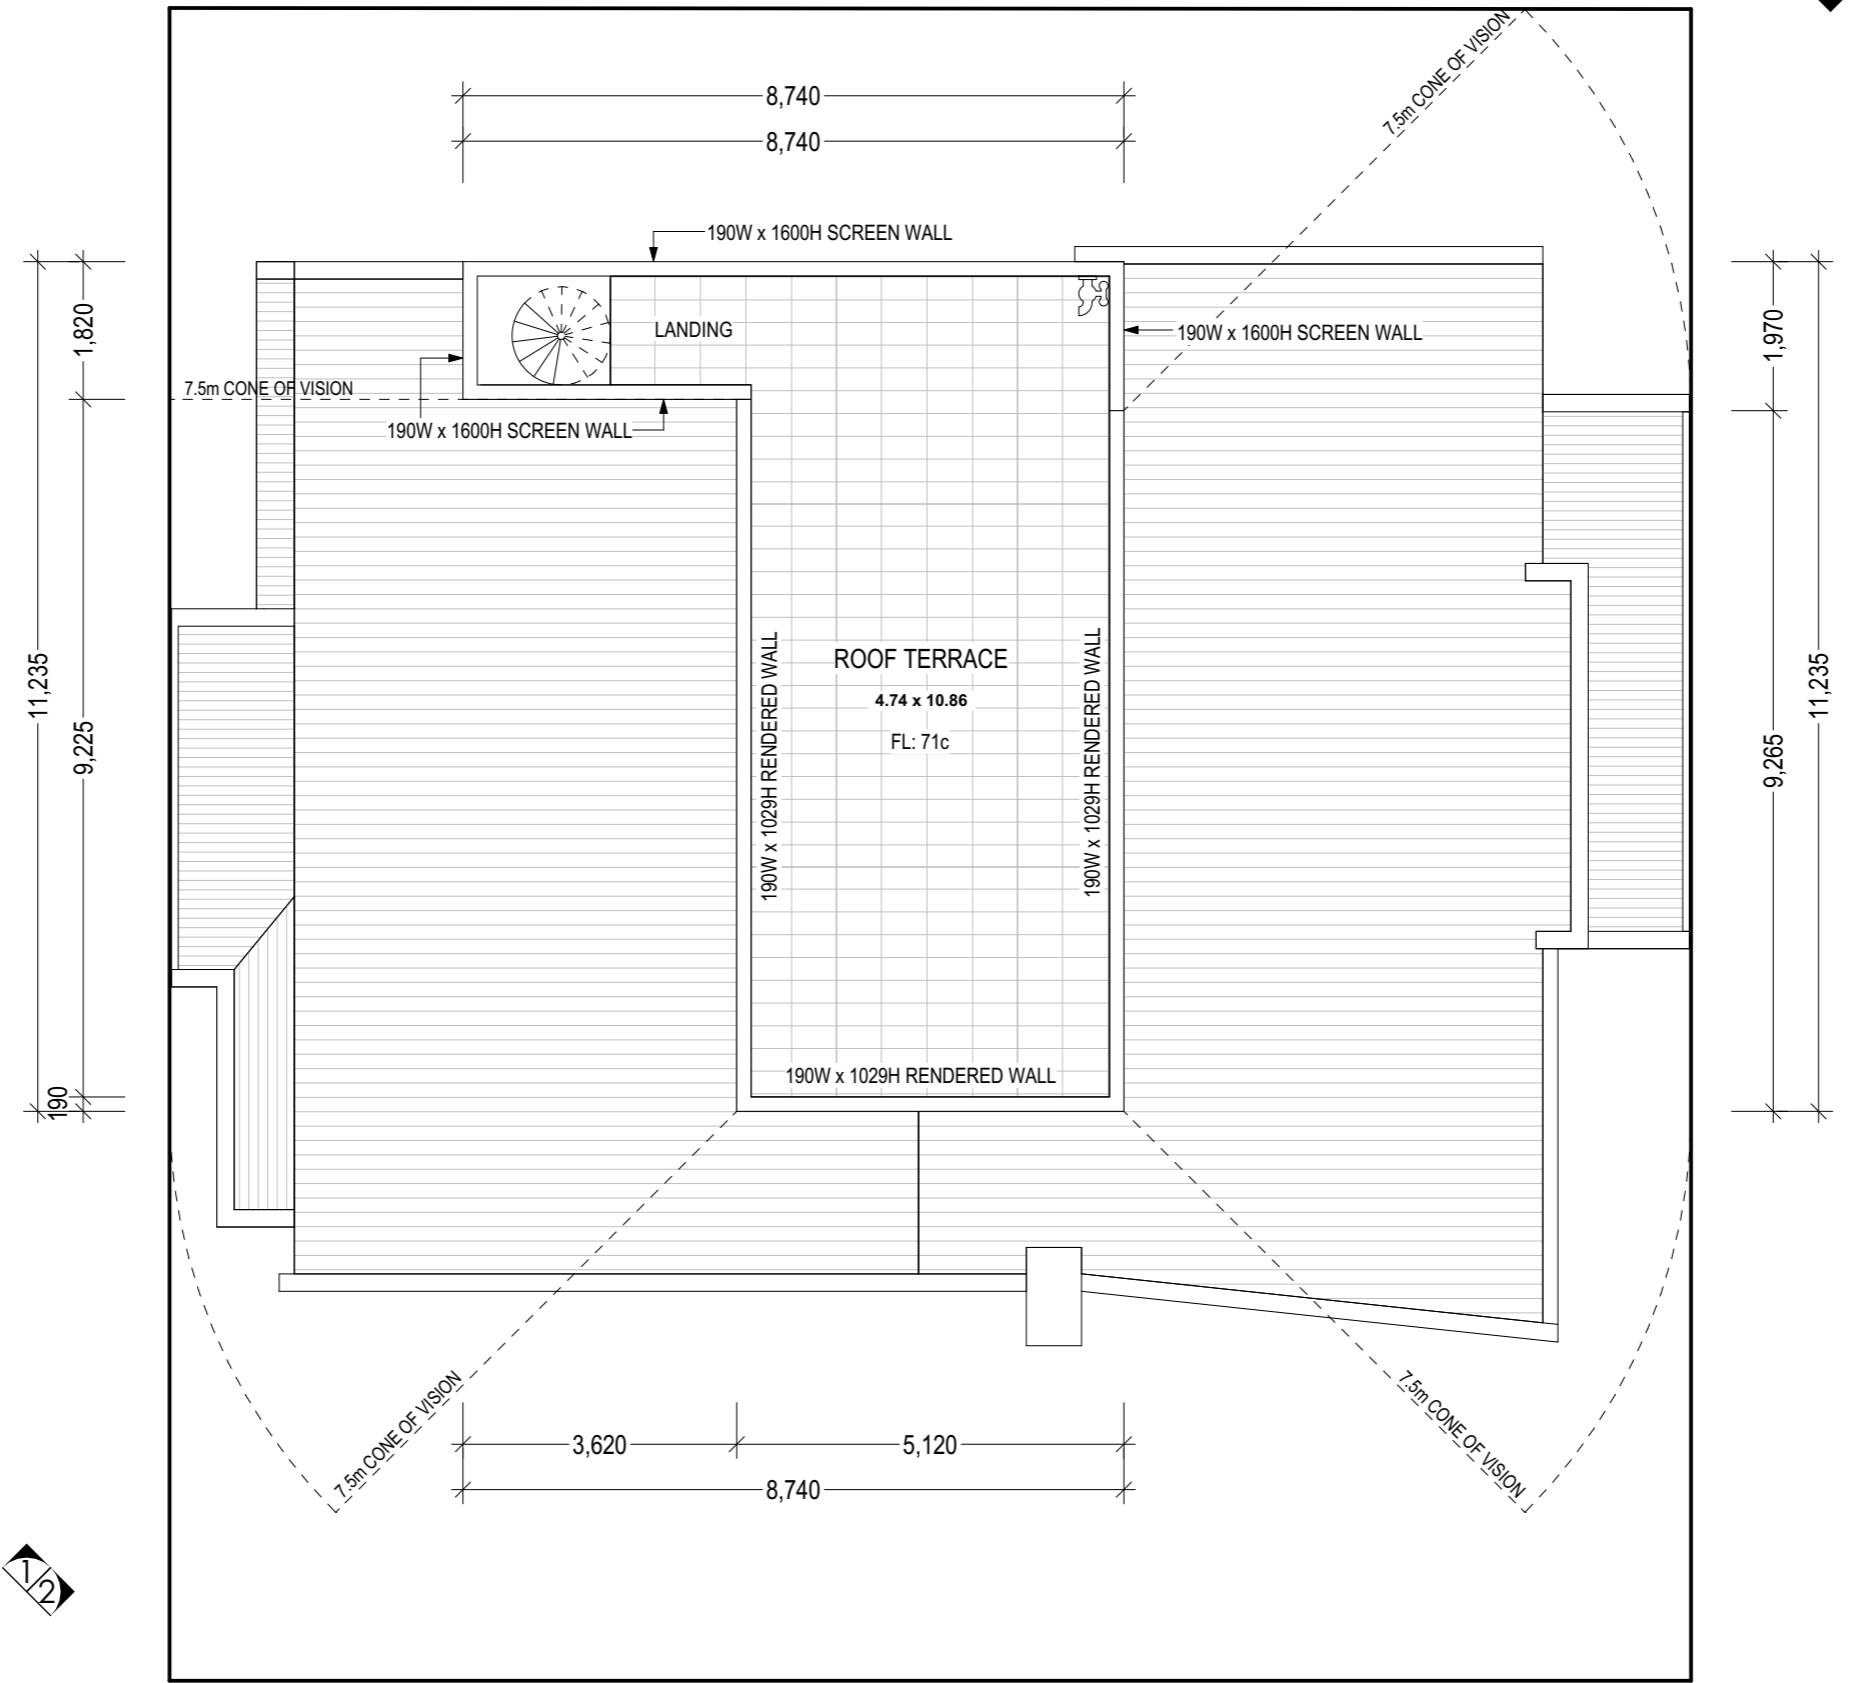 7.5m CONE OF VISION
8,740
8,740
190W x 1600H SCREEN WALL
1,820
11,235
9,225
190
LANDING
190W x 1600H SCREEN WALL
7.5m CONE OF VISION
190W x 1600H SCREEN WALL
1,970
11,235
9,265
190W x 1029H RENDERED WALL
ROOF TERRACE
4.74 x 10.86
FL: 71c
190W x 1029H RENDERED WALL
190W x 1029H RENDERED WALL
7.5m CONE OF VISION
7.5m CONE OF VISION
3,620
5,120
8,740
1
2